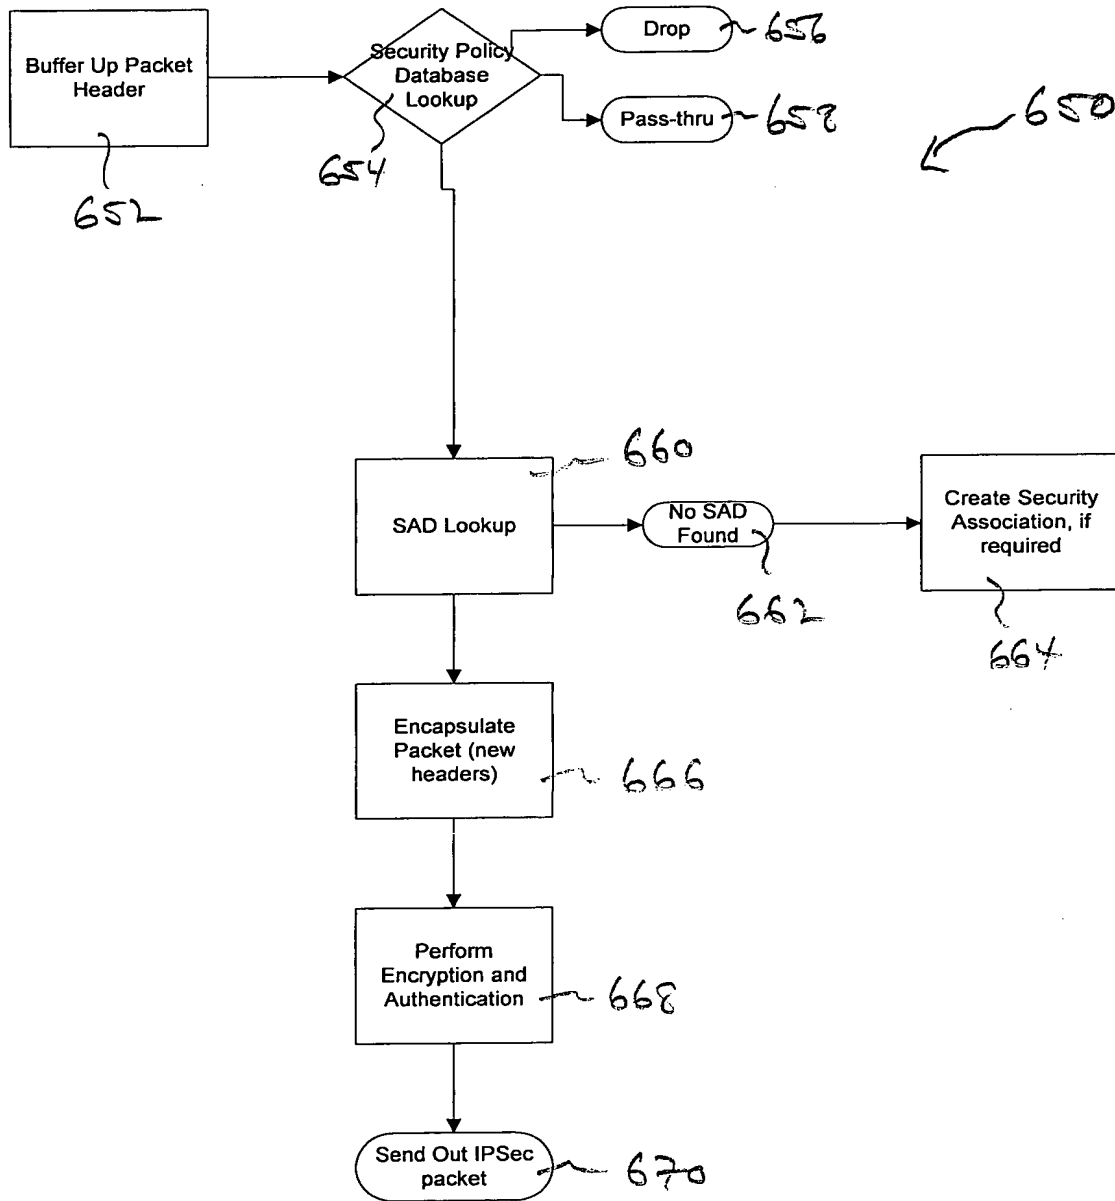 Buffer Up Packet
Header
652
Security Policy
Database
Lookup
654
Drop
656
Pass-thru
658
650
SAD Lookup
660
No SAD
Found
662
Create Security
Association, if
required
664
Encapsulate
Packet (new
headers)
666
Perform
Encryption and
Authentication
668
Send Out IPSec
packet
670